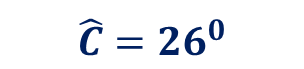 Ĉ = 26⁰